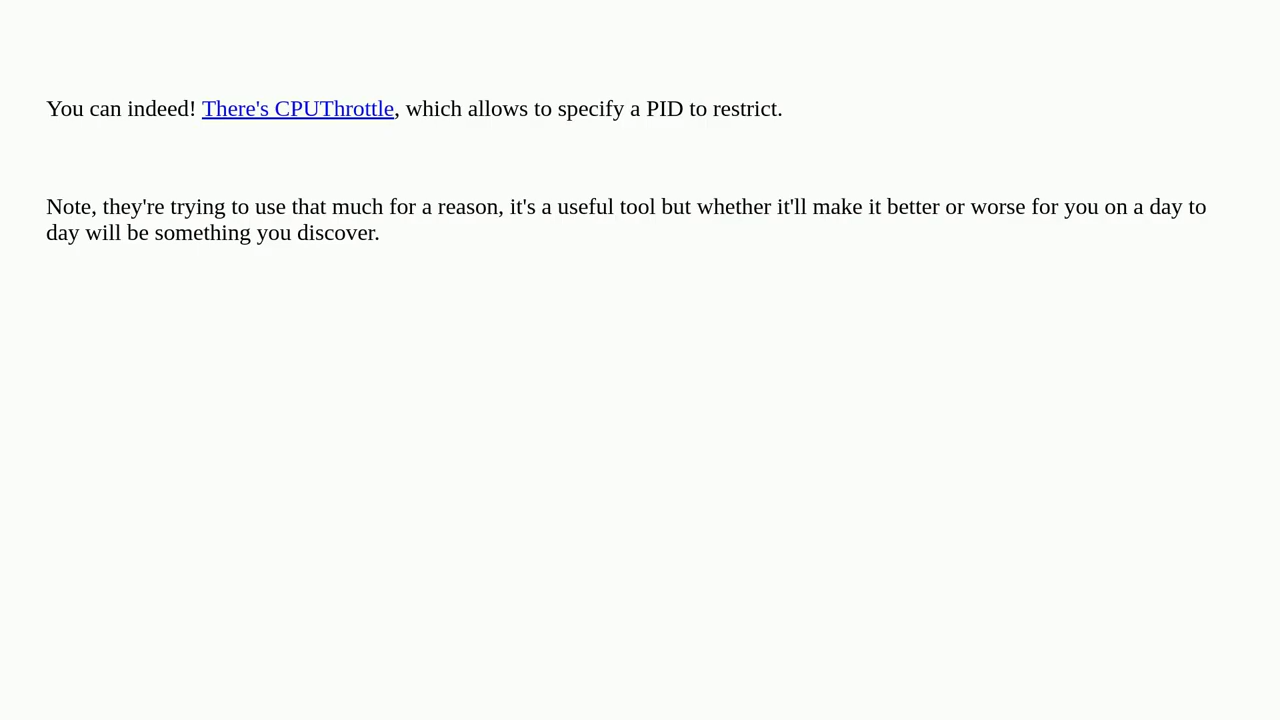 You can indeed! There's CPUThrottle, which allows to specify a PID to restrict.
Note, they're trying to use that much for a reason, it's a useful tool but whether it'll make it better or worse for you on a day to
day will be something you discover.